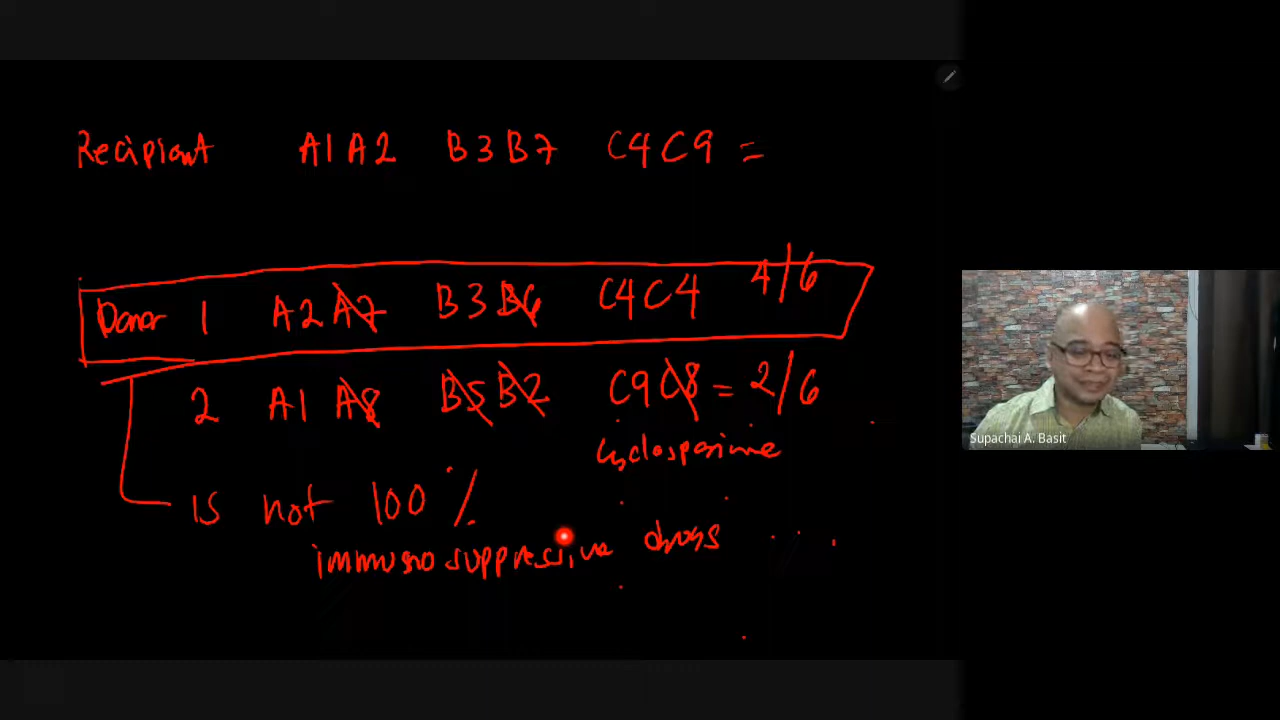 Recipient A1 A2 B3 B7 C4 C9 =
Donor 1 A2 A7 B3 B6 C4 C4 4/6
2 A1 A8 B5 B2 C9 C8 = 2/6
cyclosporine
is not 100 %
immunosuppressive drugs
Supachai A. Basit